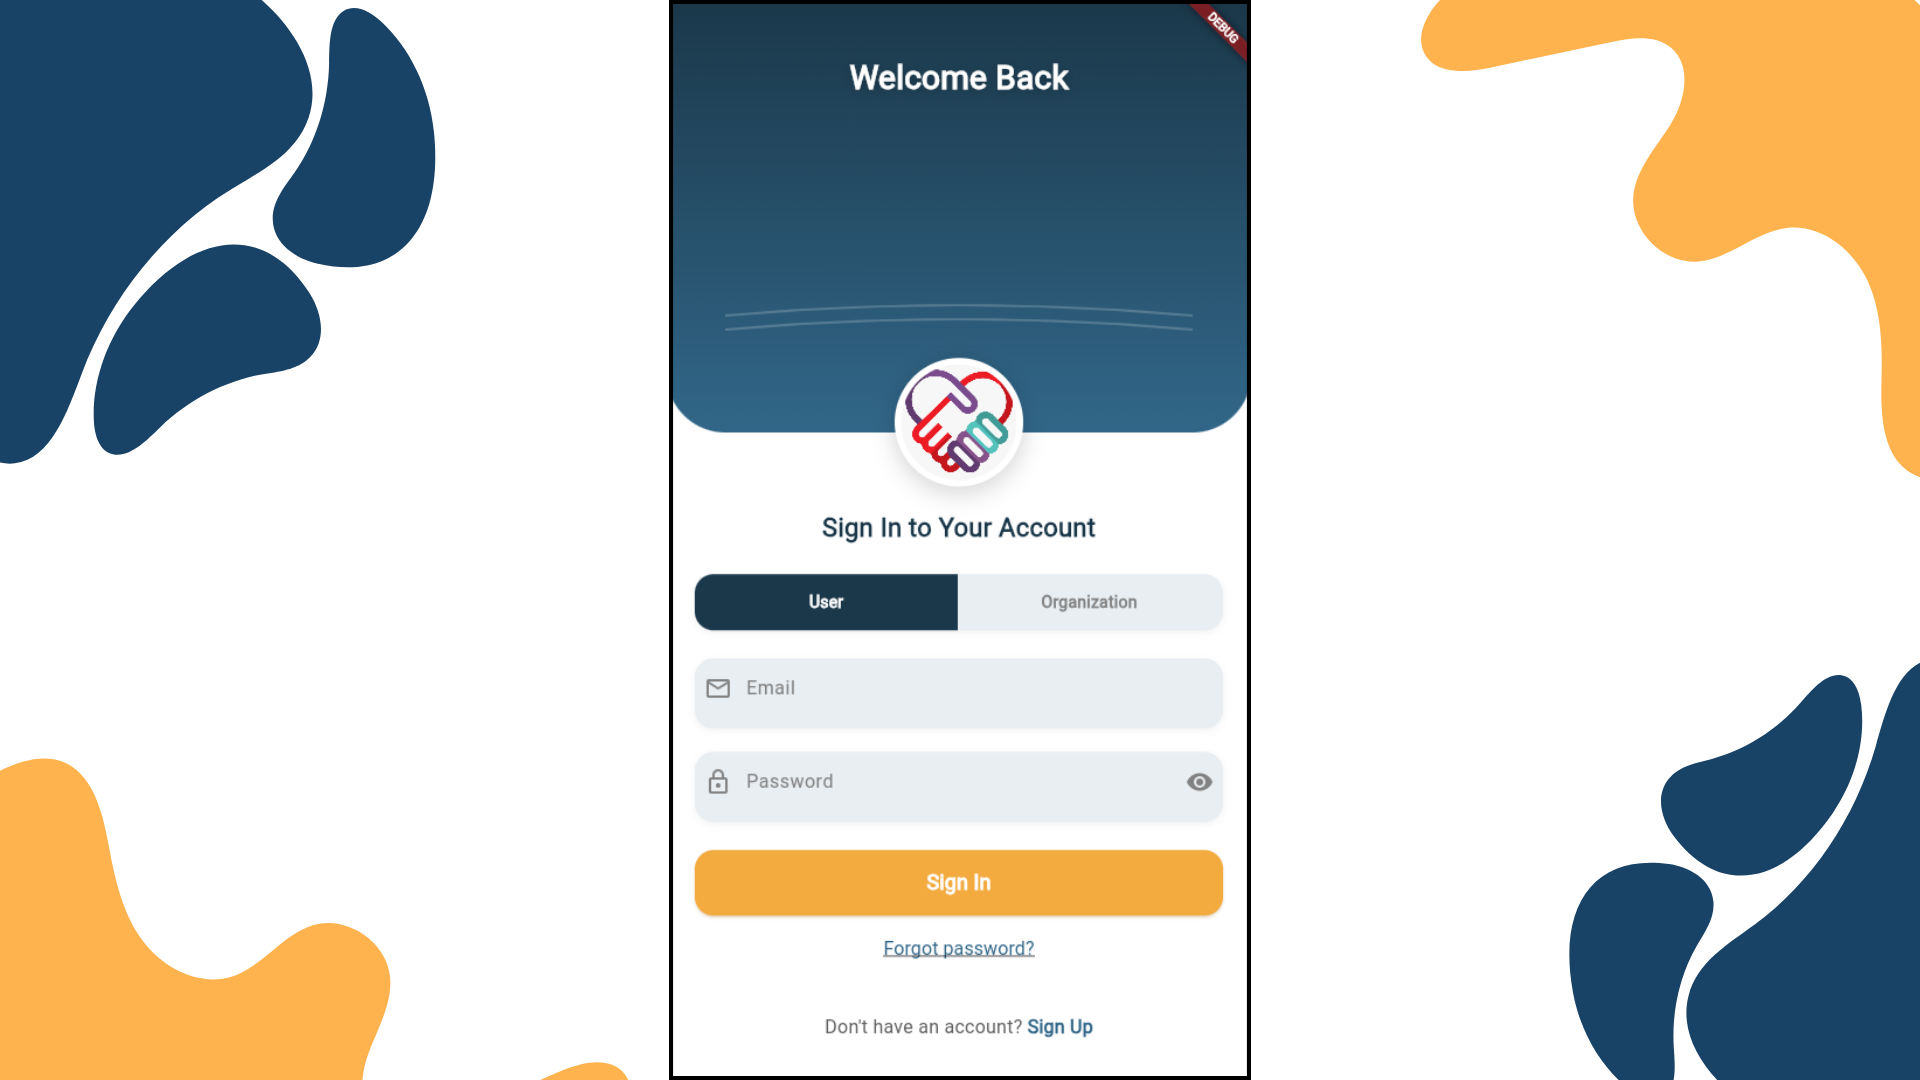 DEBUG
Welcome Back
Sign In to Your Account
User
Organization
Email
Password
Sign In
Forgot password?
Don't have an account? Sign Up